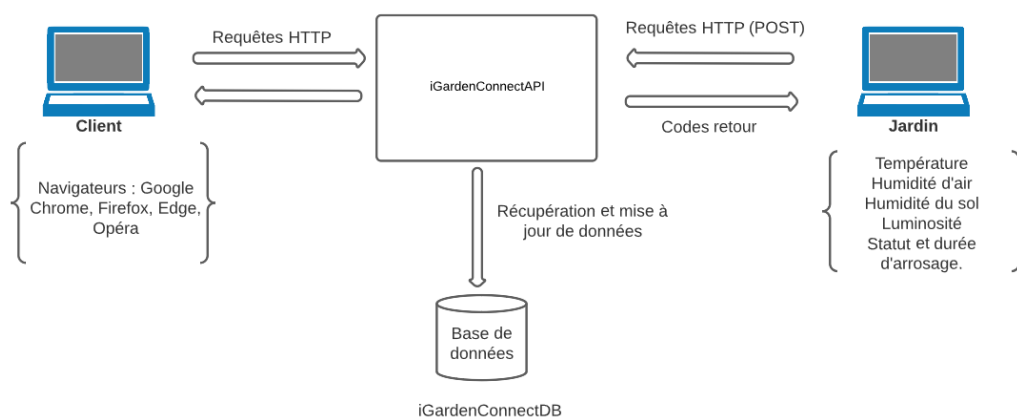 Requêtes HTTP
Client
Navigateurs : Google
Chrome, Firefox, Edge,
Opéra
iGardenConnectAPI
Récupération et mise à
jour de données
Base de
données
iGardenConnectDB
Requêtes HTTP (POST)
Codes retour
Jardin
Température
Humidité d'air
Humidité du sol
Luminosité
Statut et durée
d'arrosage.